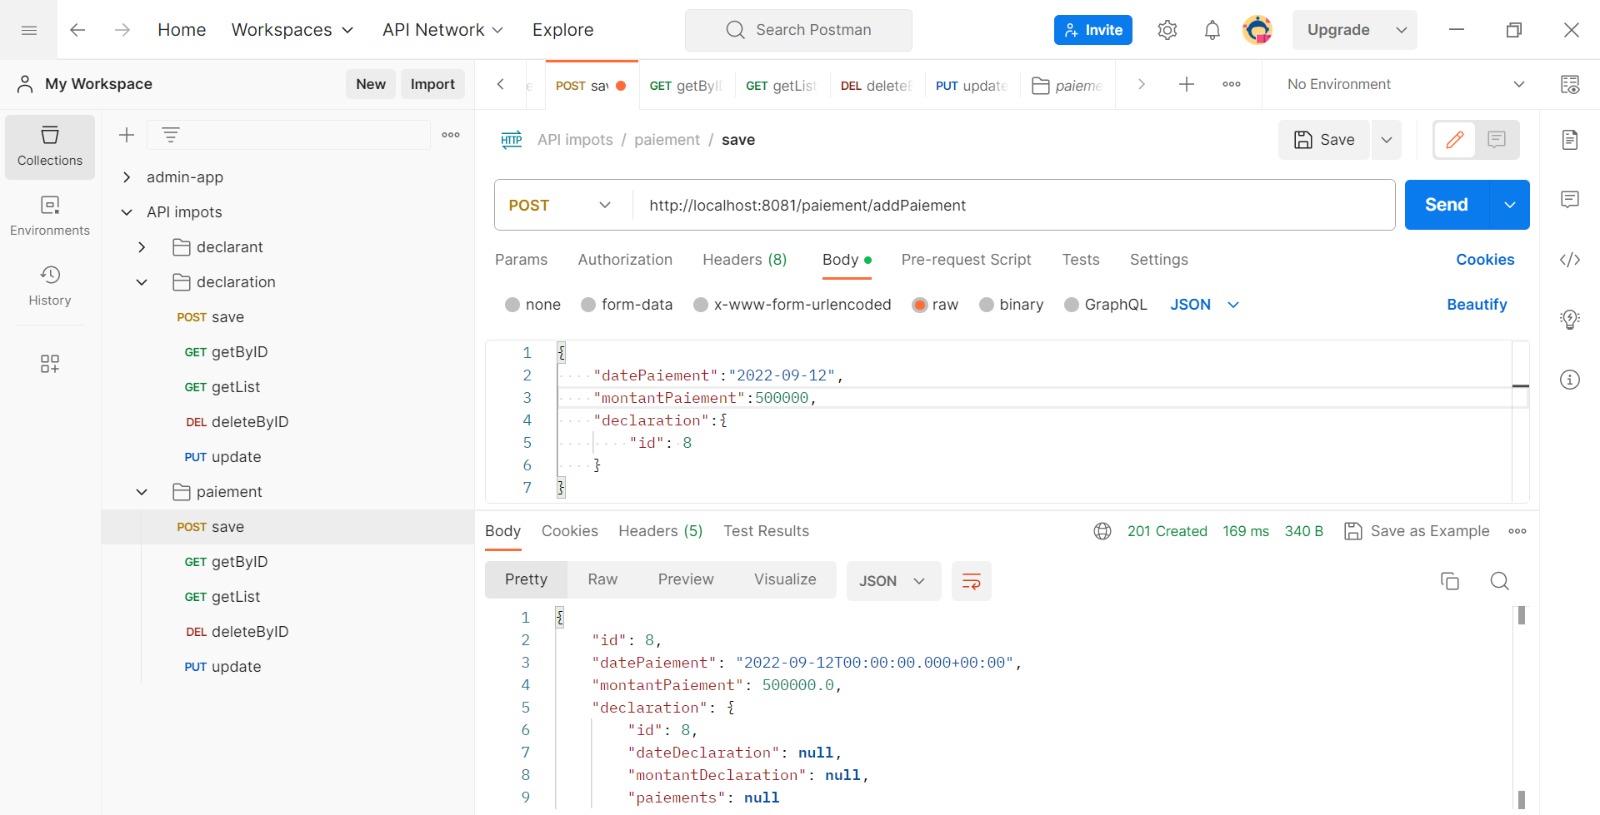 Home Workspaces API Network Explore Search Postman Invite Upgrade
My Workspace New Import
POST sav GET getByI GET getLis DEL delete PUT update paieme No Environment
Collections
Environments
History
admin-app
API impots
declarant
declaration
POST save
GET getByID
GET getList
DEL deleteByID
PUT update
paiement
POST save
GET getByID
GET getList
DEL deleteByID
PUT update
HTTP API impots / paiement / save Save
POST http://localhost:8081/paiement/addPaiement Send
Params Authorization Headers (8) Body Pre-request Script Tests Settings Cookies
none form-data x-www-form-urlencoded raw binary GraphQL JSON Beautify
1 {
2 "datePaiement":"2022-09-12",
3 "montantPaiement":500000,
4 "declaration":{
5 "id": 8
6 }
7 }
Body Cookies Headers (5) Test Results 201 Created 169 ms 340 B Save as Example
Pretty Raw Preview Visualize JSON
1 {
2 "id": 8,
3 "datePaiement": "2022-09-12T00:00:00.000+00:00",
4 "montantPaiement": 500000.0,
5 "declaration": {
6 "id": 8,
7 "dateDeclaration": null,
8 "montantDeclaration": null,
9 "paiements": null